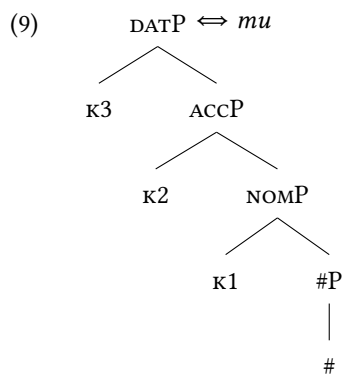 (9) DATP ⇔ mu
K3 ACCP
K2 NOMP
K1 #P
#